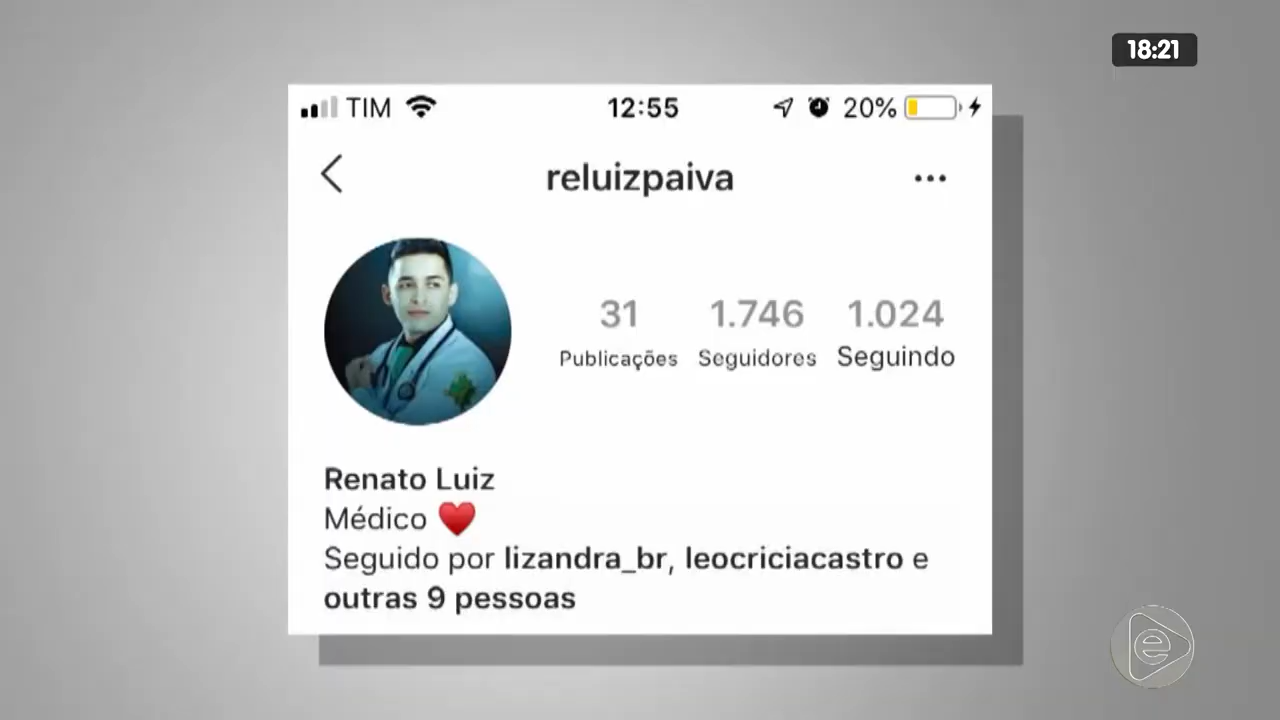 18:21
TIM 12:55 20%
reluizpaiva
31 1.746 1.024
Publicações Seguidores Seguindo
Renato Luiz
Médico ❤️
Seguido por lizandra_br, leocriciacastro e
outras 9 pessoas
e